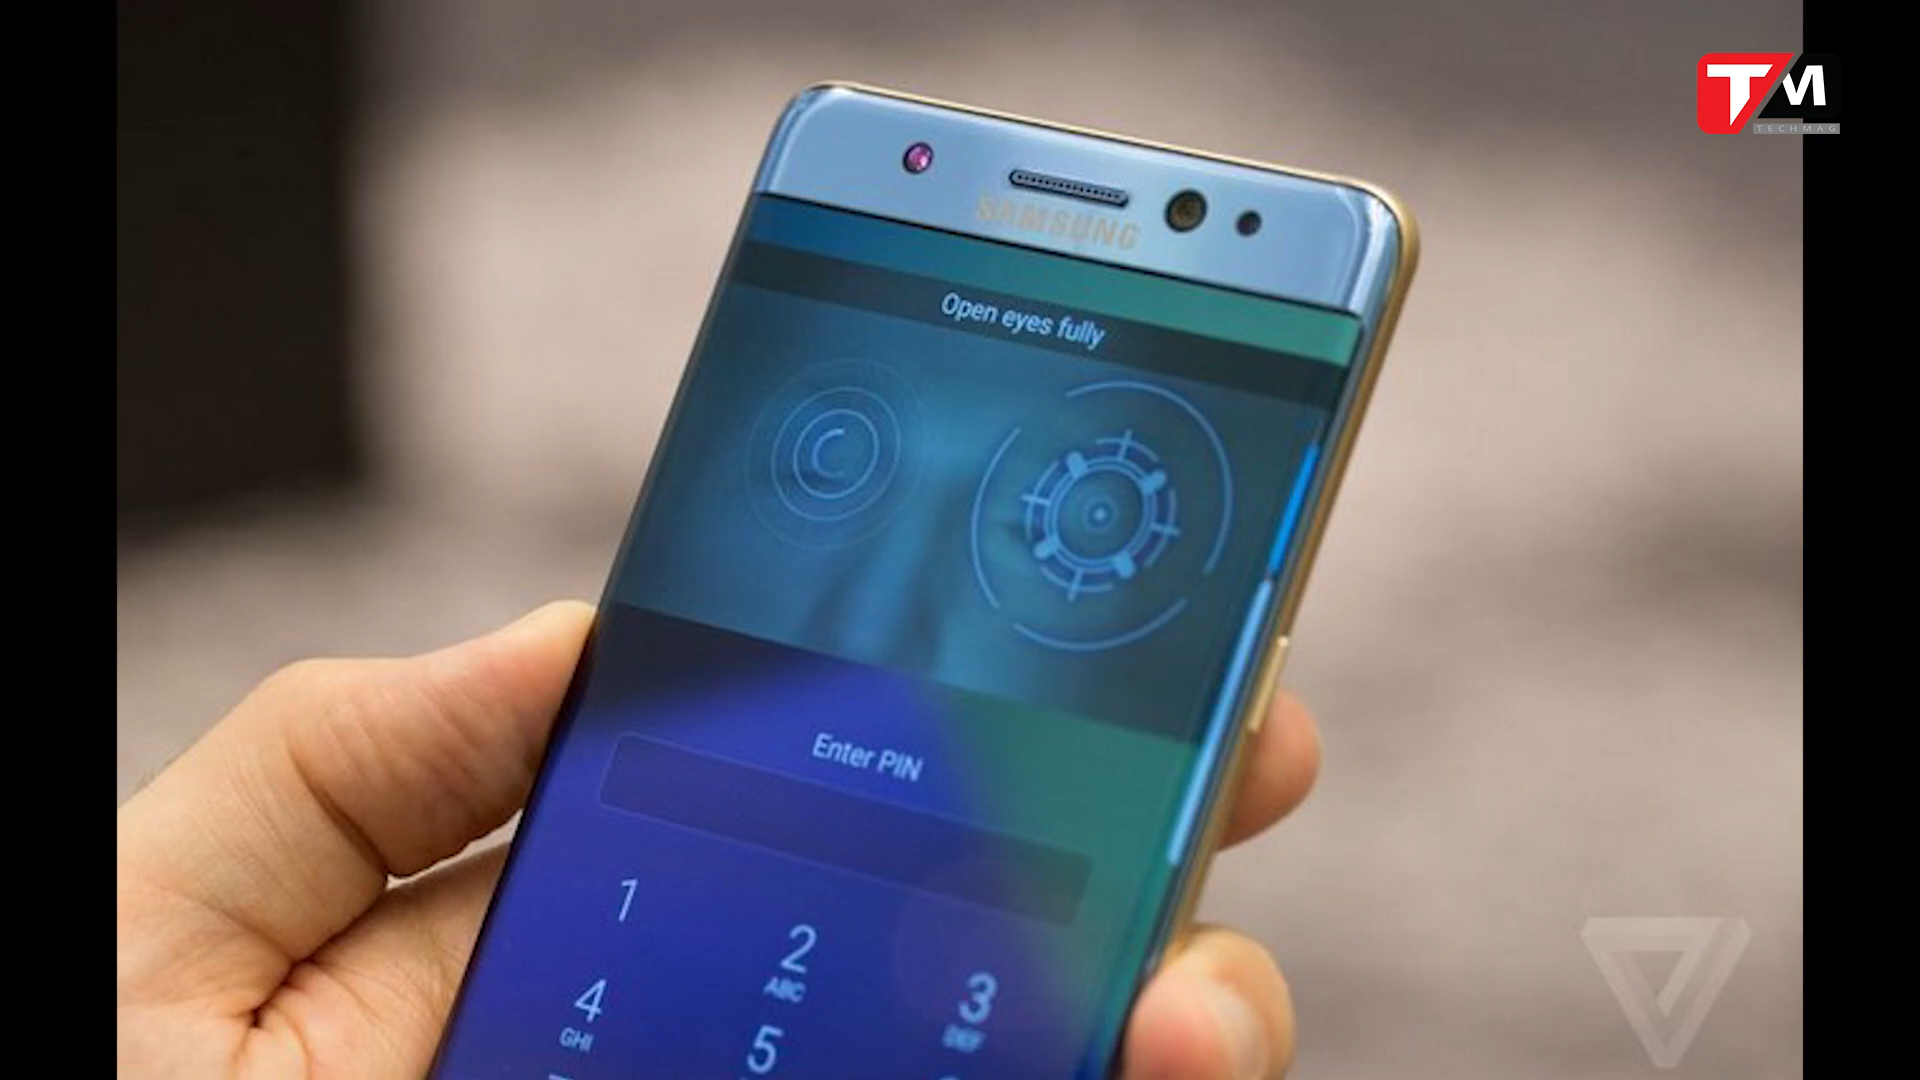 TM
TECHMAG
SAMSUNG
Open eyes fully
Enter PIN
1
2
ABC
3
DEF
4
GHI
5